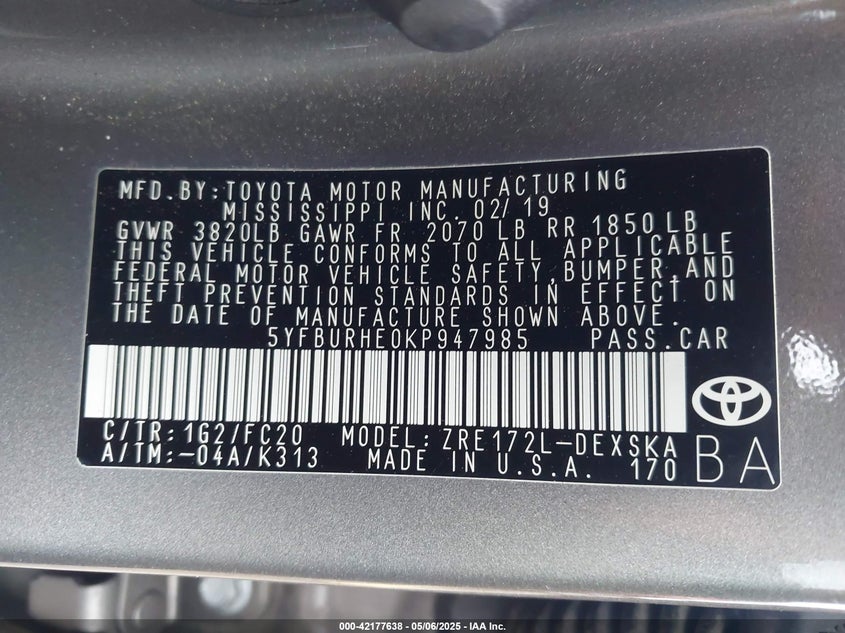 MFD.BY:TOYOTA MOTOR MANUFACTURING
MISSISSIPPI INC. 02/19
GVWR 3820LB GAWR FR 2070 LB RR 1850 LB
THIS VEHICLE CONFORMS TO ALL APPLICABLE
FEDERAL MOTOR VEHICLE SAFETY,BUMPER,AND
THEFT PREVENTION STANDARDS IN EFFECT ON
THE DATE OF MANUFACTURE SHOWN ABOVE.
5YFBURHE0KP947985 PASS.CAR
C/TR:1G2/FC20 MODEL:ZRE172L-DEXSKA
A/TM:-04A/K313 MADE IN U.S.A. 170
BA
000-42177638 - 05/06/2025 - IAA Inc.